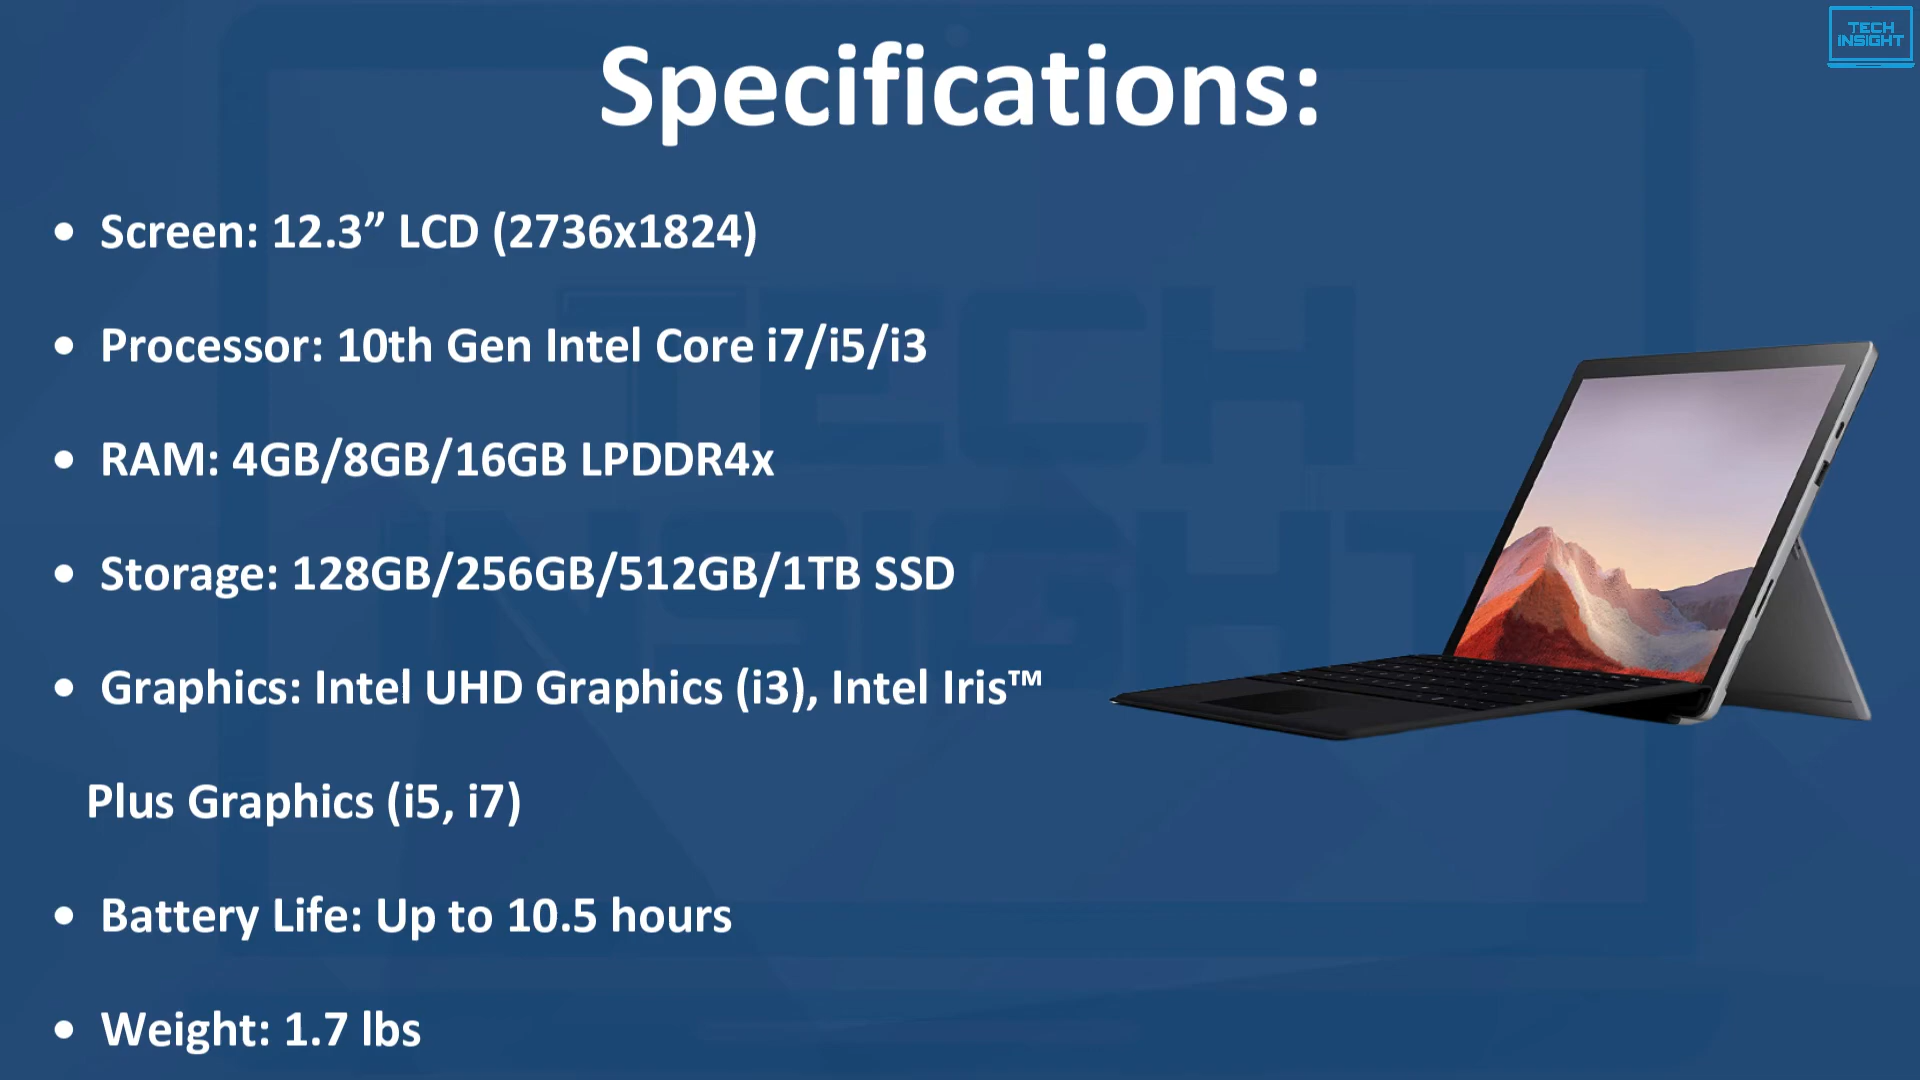 TECH
INSIGHT
Specifications:
• Screen: 12.3” LCD (2736x1824)
• Processor: 10th Gen Intel Core i7/i5/i3
• RAM: 4GB/8GB/16GB LPDDR4x
• Storage: 128GB/256GB/512GB/1TB SSD
• Graphics: Intel UHD Graphics (i3), Intel Iris™
Plus Graphics (i5, i7)
• Battery Life: Up to 10.5 hours
• Weight: 1.7 lbs
TECH
INSIGHT